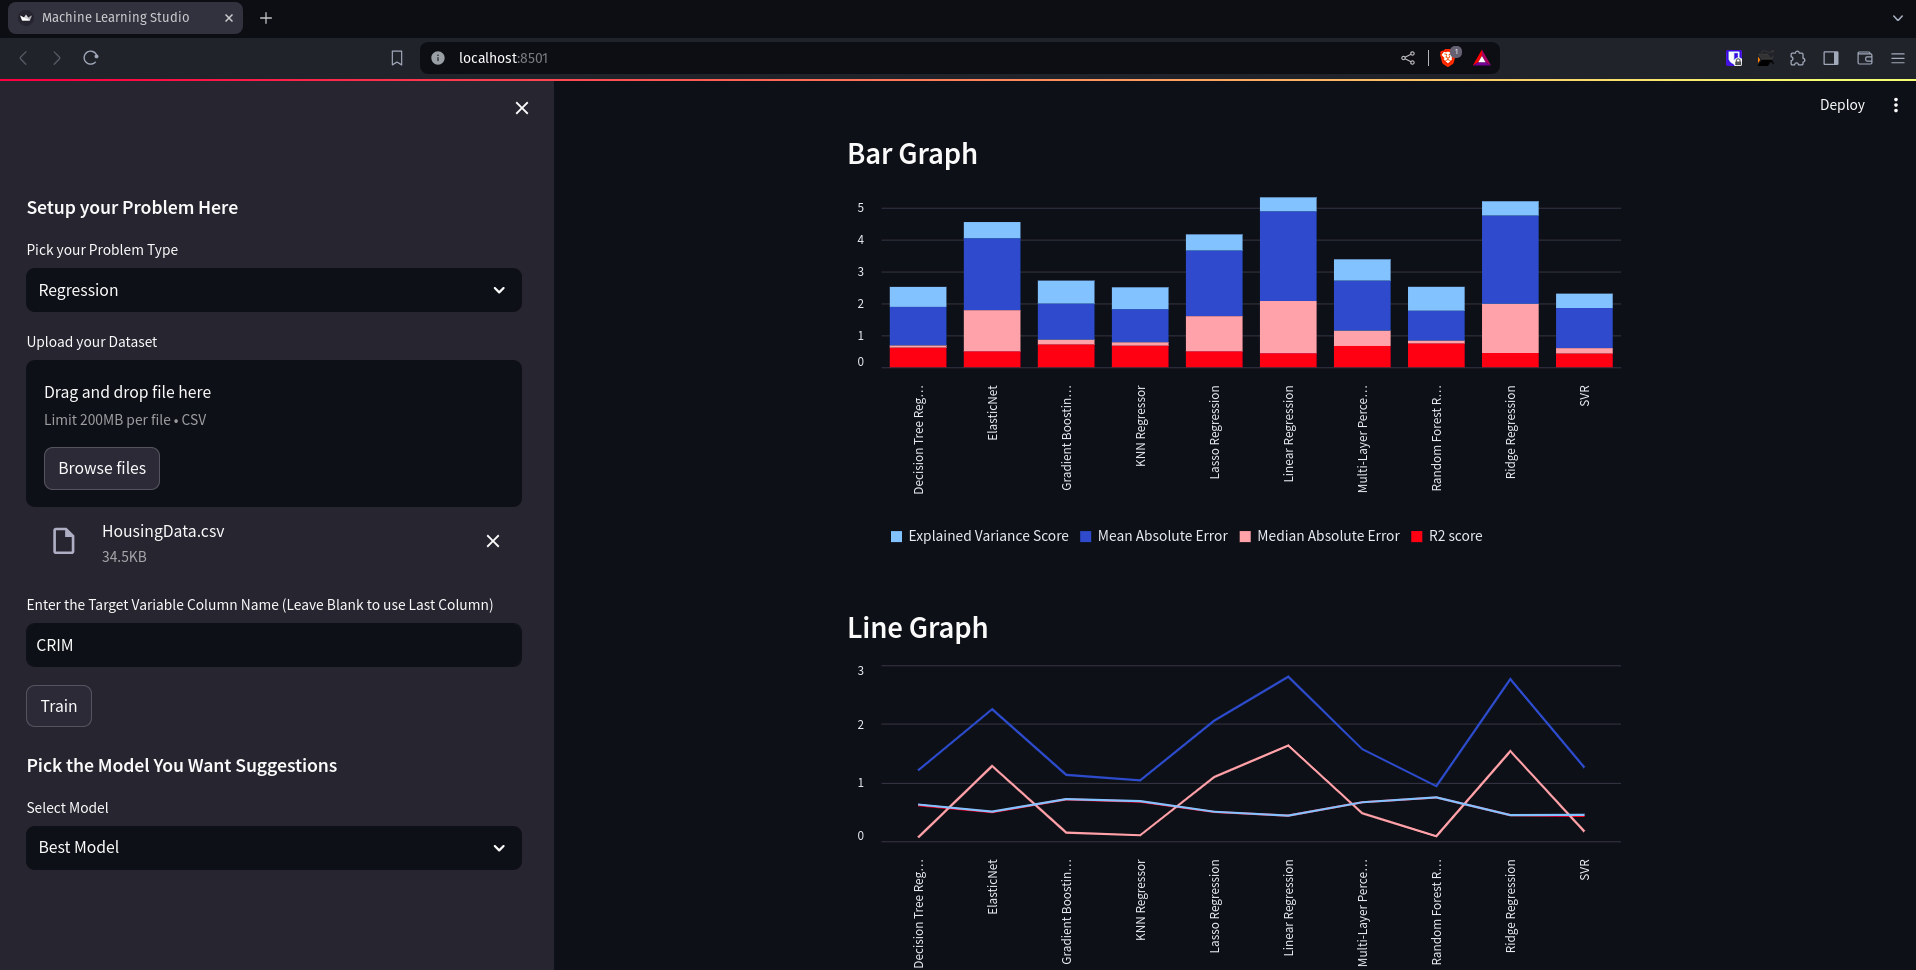 Machine Learning Studio
localhost:8501
1
Deploy
Setup your Problem Here
Pick your Problem Type
Regression
Upload your Dataset
Drag and drop file here
Limit 200MB per file • CSV
Browse files
HousingData.csv
34.5KB
Enter the Target Variable Column Name (Leave Blank to use Last Column)
CRIM
Train
Pick the Model You Want Suggestions
Select Model
Best Model
Bar Graph
5
4
3
2
1
0
Decision Tree Reg…
ElasticNet
Gradient Boostin…
KNN Regressor
Lasso Regression
Linear Regression
Multi-Layer Perce…
Random Forest R…
Ridge Regression
SVR
Explained Variance Score Mean Absolute Error Median Absolute Error R2 score
Line Graph
3
2
1
0
Decision Tree Reg…
ElasticNet
Gradient Boostin…
KNN Regressor
Lasso Regression
Linear Regression
Multi-Layer Perce…
Random Forest R…
Ridge Regression
SVR